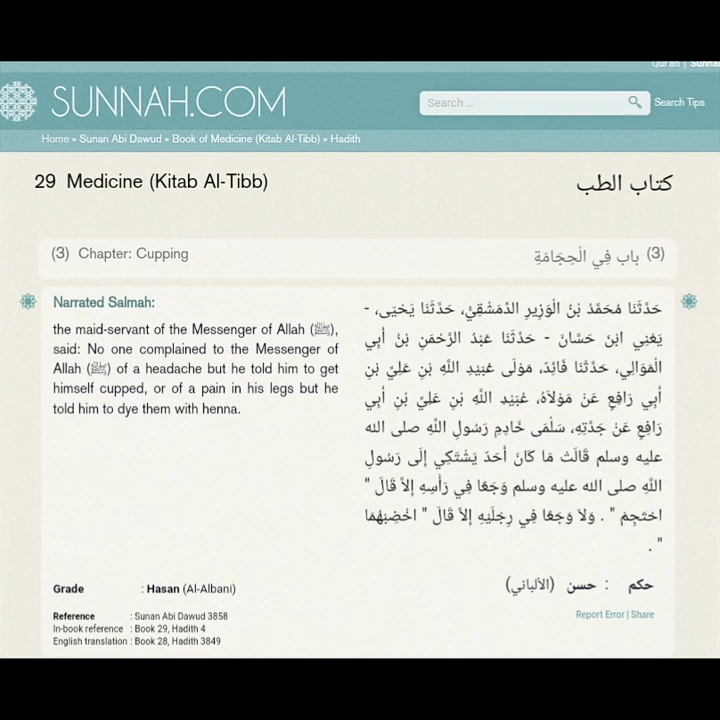 Qur'an | Sunnah
SUNNAH.COM
Search ...
Search Tips
Home » Sunan Abi Dawud » Book of Medicine (Kitab Al-Tibb) » Hadith
29 Medicine (Kitab Al-Tibb)
كتاب الطب
(3) Chapter: Cupping
(3) باب فِي الْحِجَامَةِ
Narrated Salmah:
the maid-servant of the Messenger of Allah (ﷺ),
said: No one complained to the Messenger of
Allah (ﷺ) of a headache but he told him to get
himself cupped, or of a pain in his legs but he
told him to dye them with henna.
حَدَّثَنَا مُحَمَّدُ بْنُ الْوَزِيرِ الدِّمَشْقِيُّ، حَدَّثَنَا يَحْيَى، -
يَعْنِي ابْنَ حَسَّانَ - حَدَّثَنَا عَبْدُ الرَّحْمَنِ بْنُ أَبِي
الْمَوَالِي، حَدَّثَنَا فَائِدٌ، مَوْلَى عُبَيْدِ اللَّهِ بْنِ عَلِيِّ بْنِ
أَبِي رَافِعٍ عَنْ مَوْلاَهُ، عُبَيْدِ اللَّهِ بْنِ عَلِيِّ بْنِ أَبِي
رَافِعٍ عَنْ جَدَّتِهِ، سَلْمَى خَادِمِ رَسُولِ اللَّهِ صلى الله
عليه وسلم قَالَتْ مَا كَانَ أَحَدٌ يَشْتَكِي إِلَى رَسُولِ
اللَّهِ صلى الله عليه وسلم وَجَعًا فِي رَأْسِهِ إِلاَّ قَالَ ‏"‏
احْتَجِمْ ‏"‏ ‏.‏ وَلاَ وَجَعًا فِي رِجْلَيْهِ إِلاَّ قَالَ ‏"‏ اخْضِبْهُمَا
‏"‏ ‏.‏
Grade : Hasan (Al-Albani)
حكم : حسن (الألباني)
Reference : Sunan Abi Dawud 3858
In-book reference : Book 29, Hadith 4
English translation : Book 28, Hadith 3849
Report Error | Share